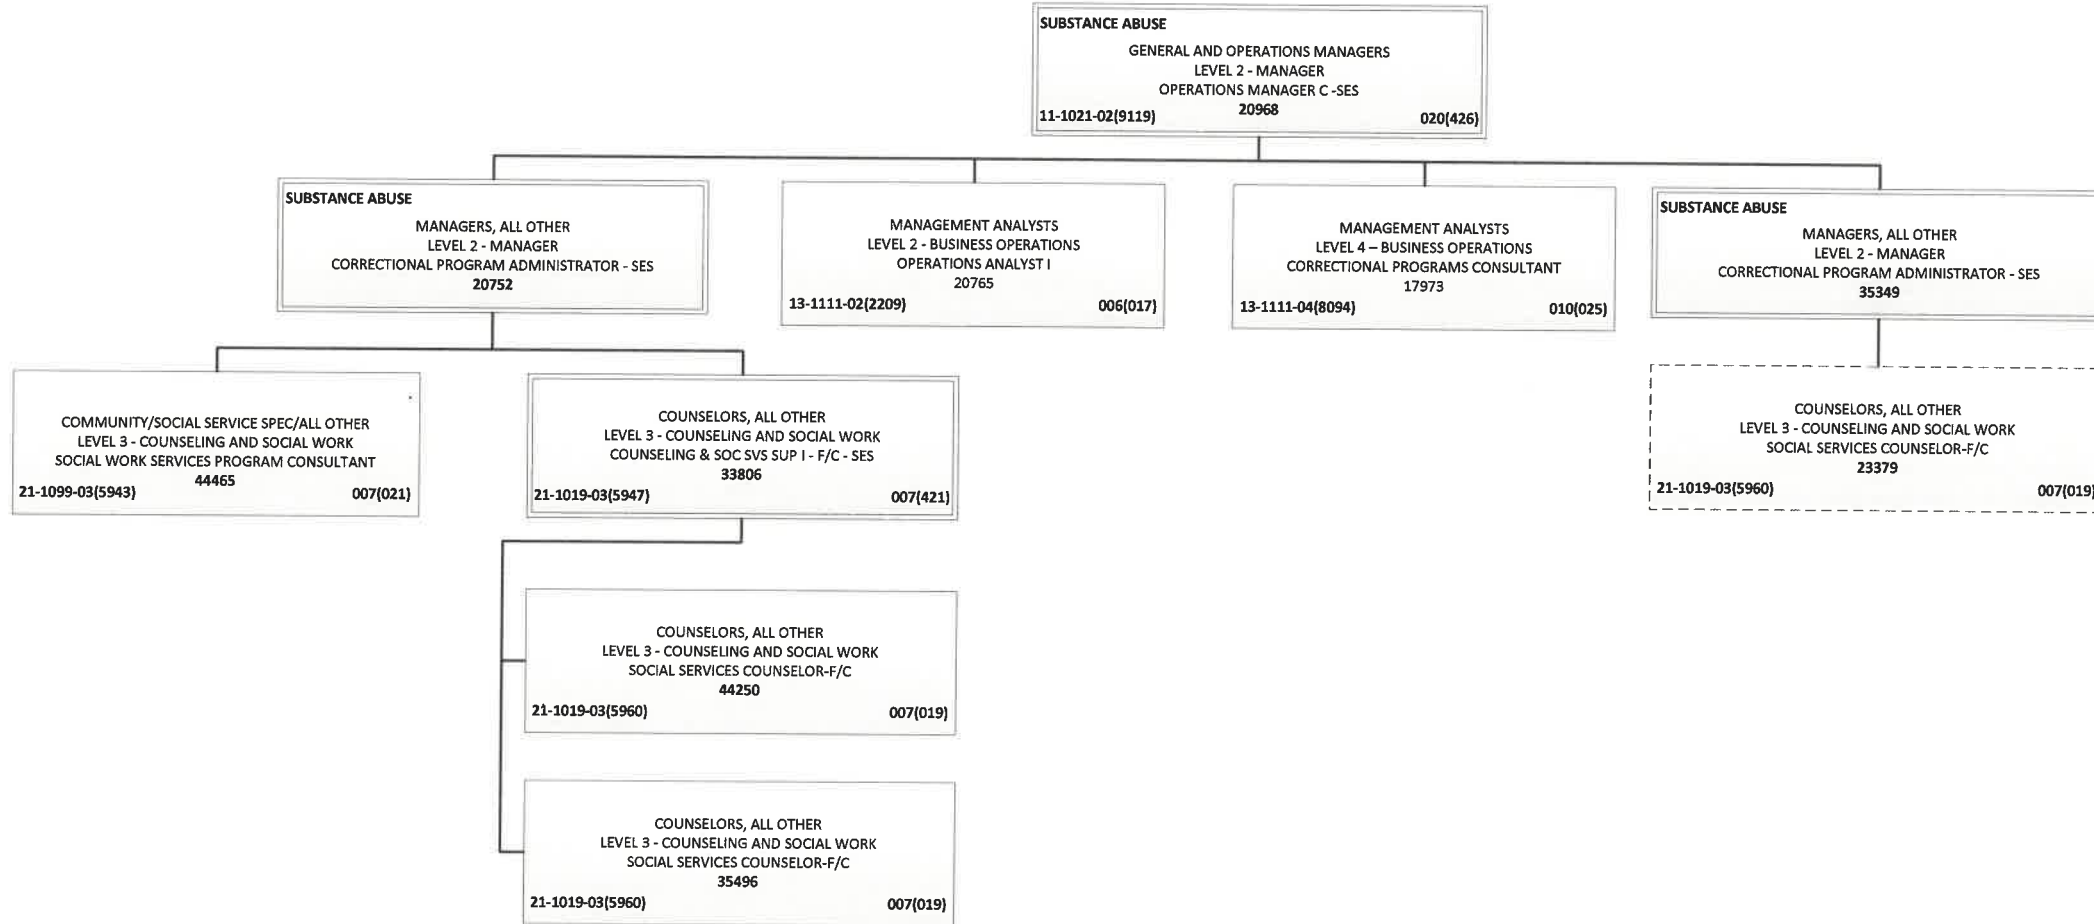 SUBSTANCE ABUSE
GENERAL AND OPERATIONS MANAGERS
LEVEL 2 - MANAGER
OPERATIONS MANAGER C -SES
20968
11-1021-02(9119)
020(426)
SUBSTANCE ABUSE
MANAGERS, ALL OTHER
LEVEL 2 - MANAGER
CORRECTIONAL PROGRAM ADMINISTRATOR - SES
20752
MANAGEMENT ANALYSTS
LEVEL 2 - BUSINESS OPERATIONS
OPERATIONS ANALYST I
20765
13-1111-02(2209)
006(017)
MANAGEMENT ANALYSTS
LEVEL 4 – BUSINESS OPERATIONS
CORRECTIONAL PROGRAMS CONSULTANT
17973
13-1111-04(8094)
010(025)
SUBSTANCE ABUSE
MANAGERS, ALL OTHER
LEVEL 2 - MANAGER
CORRECTIONAL PROGRAM ADMINISTRATOR - SES
35349
COMMUNITY/SOCIAL SERVICE SPEC/ALL OTHER
LEVEL 3 - COUNSELING AND SOCIAL WORK
SOCIAL WORK SERVICES PROGRAM CONSULTANT
44465
21-1099-03(5943)
007(021)
COUNSELORS, ALL OTHER
LEVEL 3 - COUNSELING AND SOCIAL WORK
COUNSELING & SOC SVS SUP I - F/C - SES
33806
21-1019-03(5947)
007(421)
COUNSELORS, ALL OTHER
LEVEL 3 - COUNSELING AND SOCIAL WORK
SOCIAL SERVICES COUNSELOR-F/C
23379
21-1019-03(5960)
007(019)
COUNSELORS, ALL OTHER
LEVEL 3 - COUNSELING AND SOCIAL WORK
SOCIAL SERVICES COUNSELOR-F/C
44250
21-1019-03(5960)
007(019)
COUNSELORS, ALL OTHER
LEVEL 3 - COUNSELING AND SOCIAL WORK
SOCIAL SERVICES COUNSELOR-F/C
35496
21-1019-03(5960)
007(019)